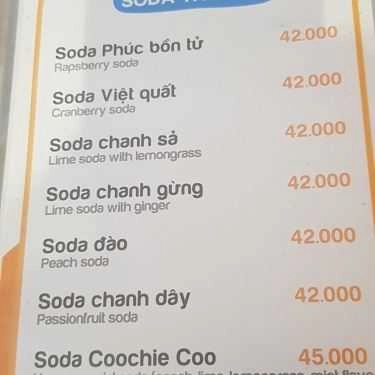 SODA
Soda Phúc bồn tử 42.000
Rapsberry soda
Soda Việt quất 42.000
Cranberry soda
Soda chanh sả 42.000
Lime soda with lemongrass
Soda chanh gừng 42.000
Lime soda with ginger
Soda đào 42.000
Peach soda
Soda chanh dây 42.000
Passionfruit soda
Soda Coochie Coo 45.000